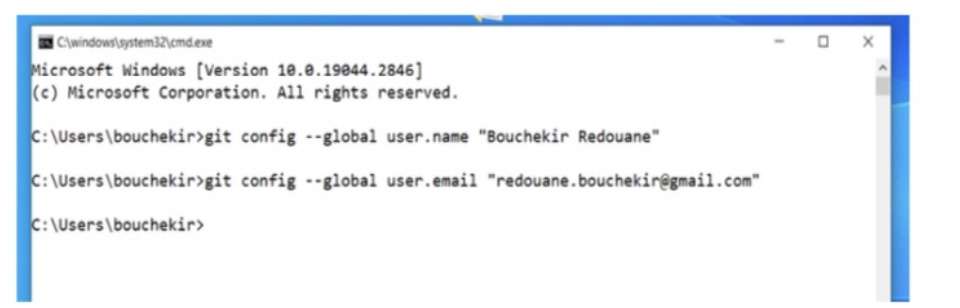 C:\windows\system32\cmd.exe
Microsoft Windows [Version 10.0.19044.2846]
(c) Microsoft Corporation. All rights reserved.
C:\Users\bouchekir>git config --global user.name "Bouchekir Redouane"
C:\Users\bouchekir>git config --global user.email "redouane.bouchekir@gmail.com"
C:\Users\bouchekir>